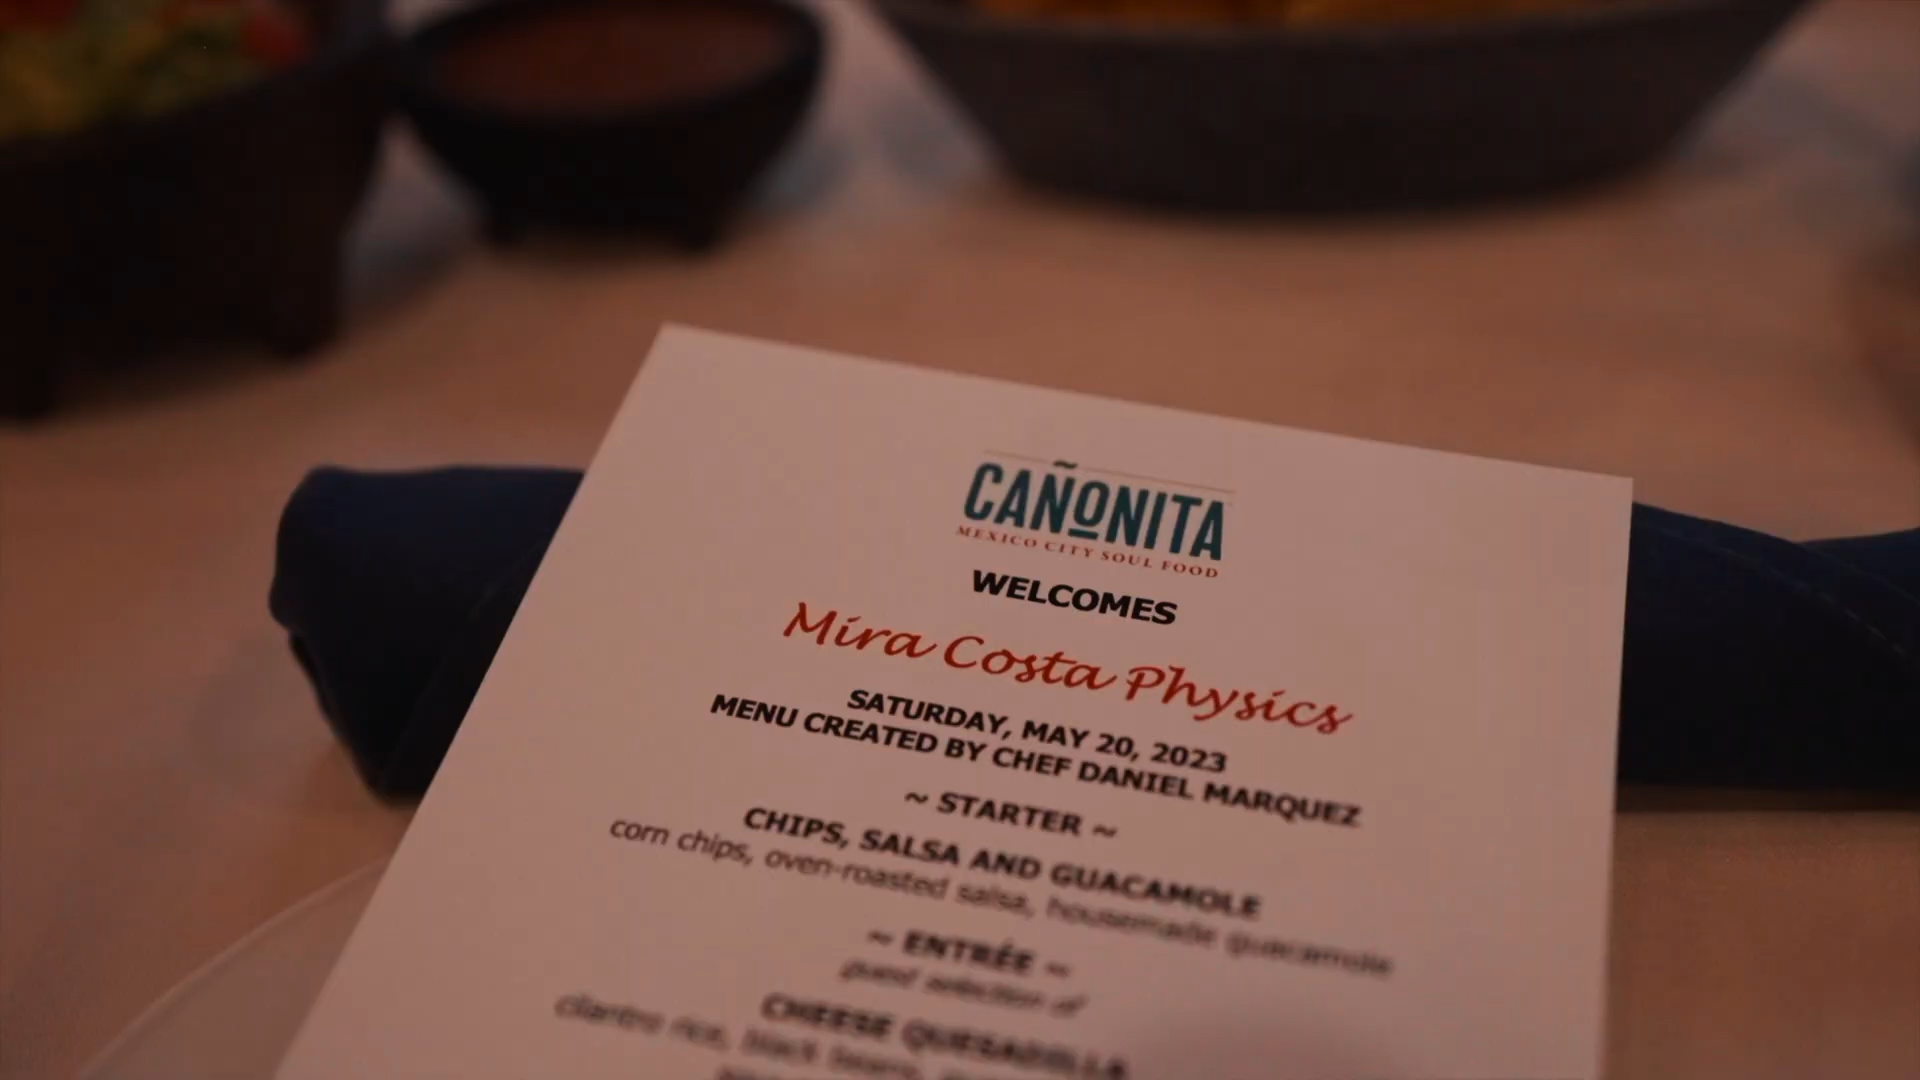 CAÑONITA
MEXICO CITY SOUL FOOD
WELCOMES
Mira Costa Physics
SATURDAY, MAY 20, 2023
MENU CREATED BY CHEF DANIEL MARQUEZ
~ STARTER ~
CHIPS, SALSA AND GUACAMOLE
corn chips, oven-roasted salsa, housemade guacamole
~ ENTRÉE ~
guest selection of
CHEESE QUESADILLA
cilantro rice, black beans,